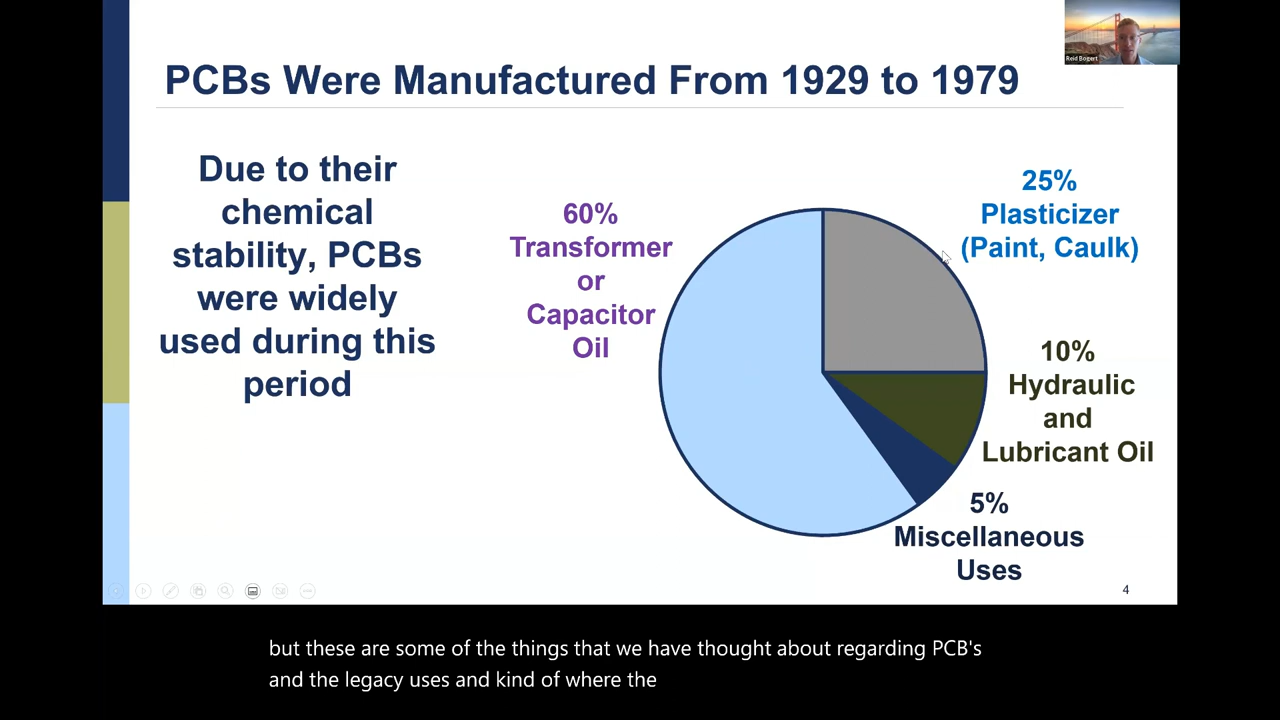 Reid Bogert
PCBs Were Manufactured From 1929 to 1979
Due to their
chemical
stability, PCBs
were widely
used during this
period
60%
Transformer
or
Capacitor
Oil
25%
Plasticizer
(Paint, Caulk)
10%
Hydraulic
and
Lubricant Oil
5%
Miscellaneous
Uses
4
but these are some of the things that we have thought about regarding PCB's
and the legacy uses and kind of where the